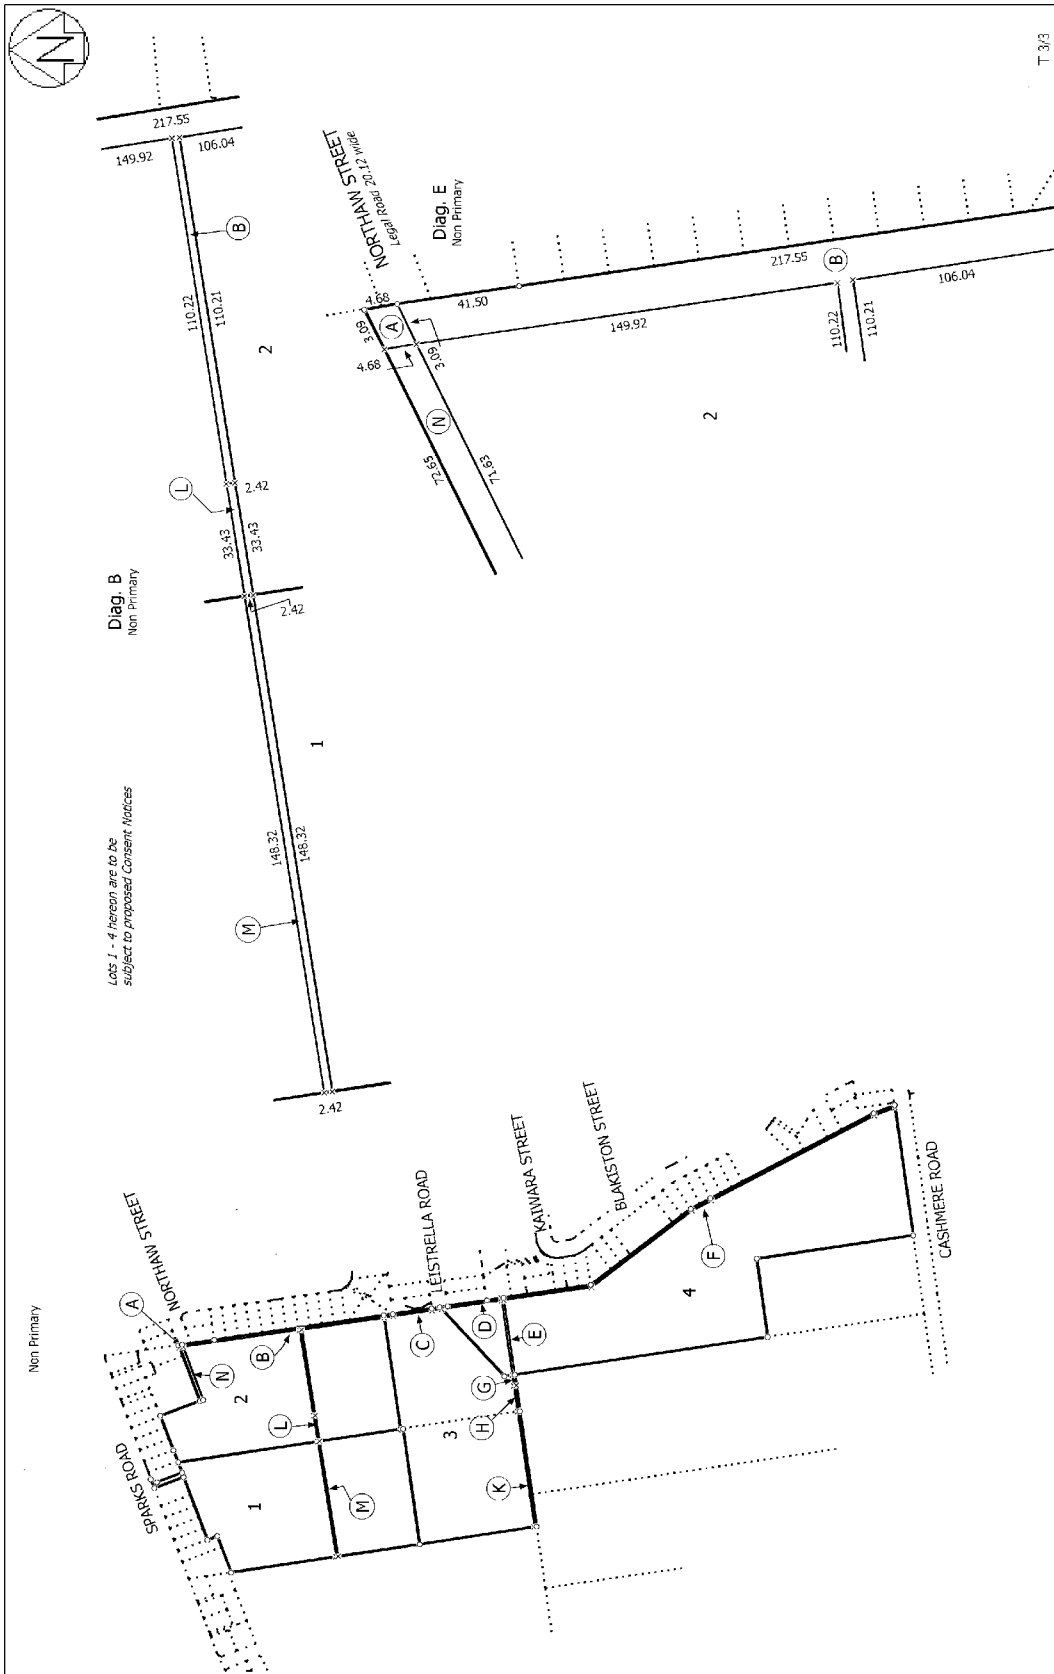 N
T 3/3
149.92
217.55
106.04
B
110.22
110.21
2
L
33.43
33.43
2.42
Diag. B
Non Primary
2.42
1
148.32
148.32
M
2.42
Lots 1 - 4 hereon are to be
subject to proposed Consent Notices
NORTHAW STREET
Legal Road 20.12 wide
Diag. E
Non Primary
4.68
3.09
A
41.50
4.68
3.09
N
72.65
71.63
149.92
217.55
B
110.22
110.21
106.04
2
Non Primary
A
NORTHAW STREET
SPARKS ROAD
N
B
2
L
1
M
LEISTRELLA ROAD
C
3
D
E
G
H
K
KAIWARA STREET
BLAKISTON STREET
4
F
CASHMERE ROAD